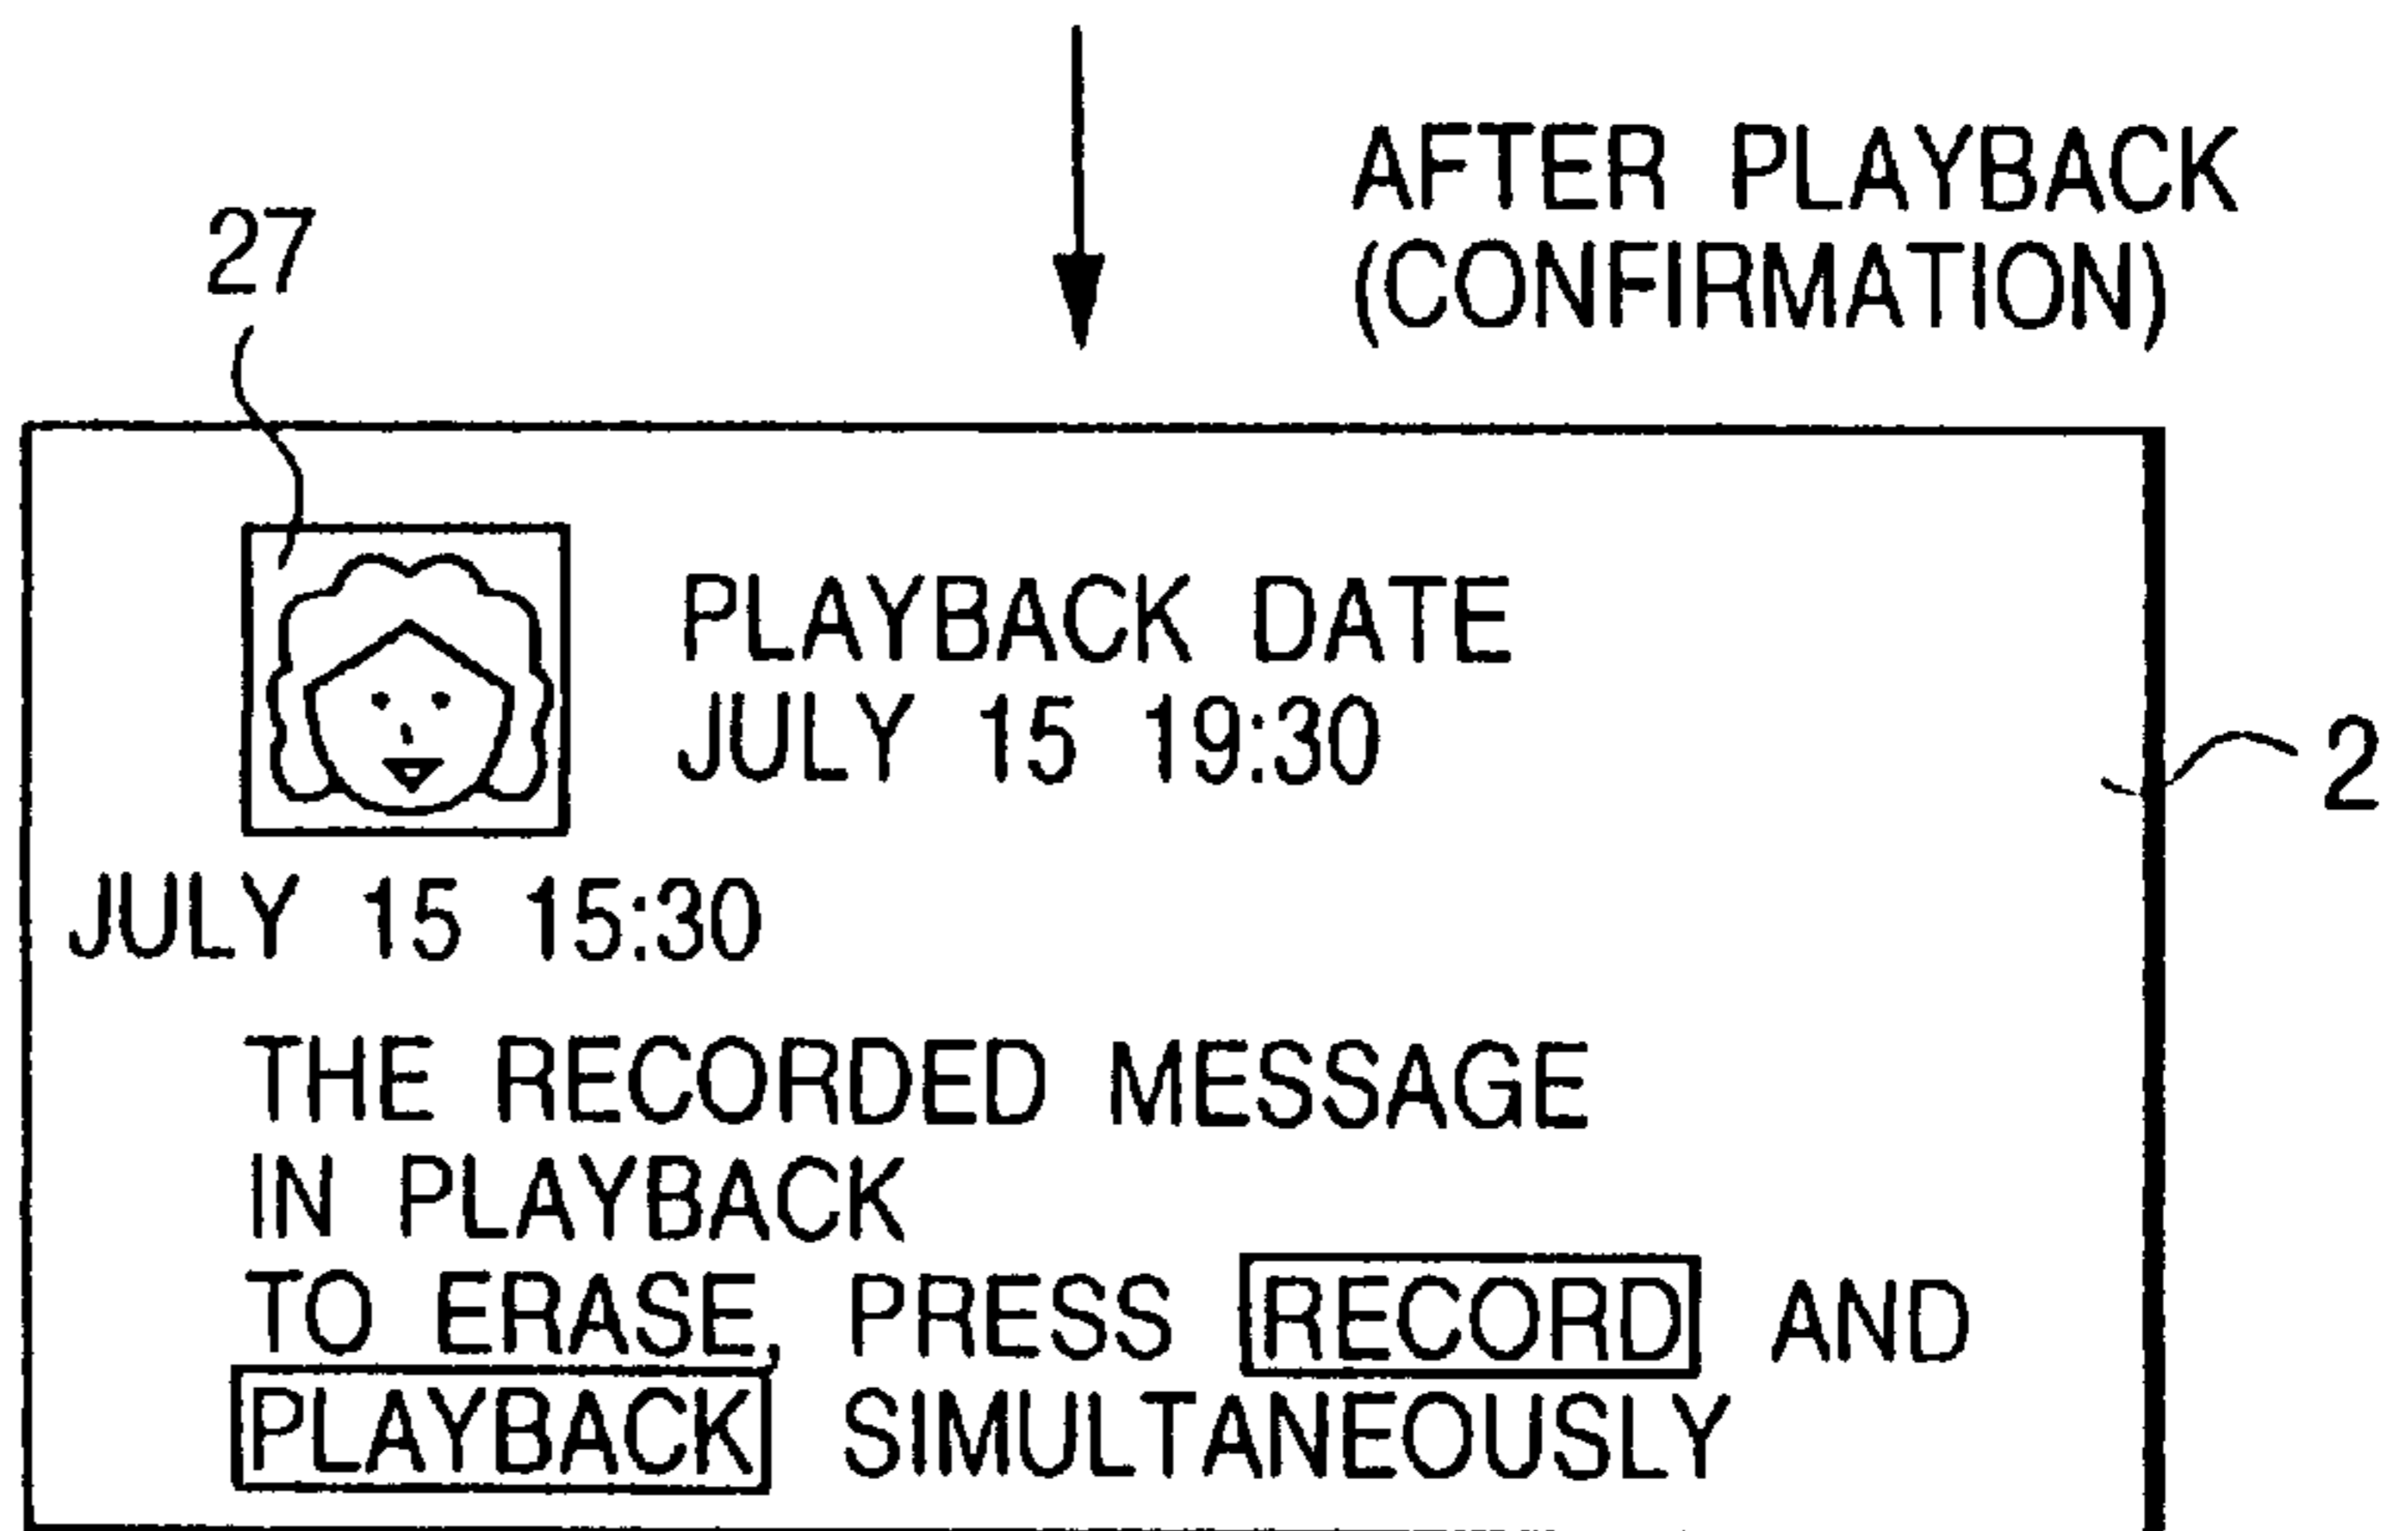 AFTER PLAYBACK
(CONFIRMATION)
27
PLAYBACK DATE
JULY 15 19:30
2
JULY 15 15:30
THE RECORDED MESSAGE
IN PLAYBACK
TO ERASE, PRESS RECORD AND
PLAYBACK SIMULTANEOUSLY